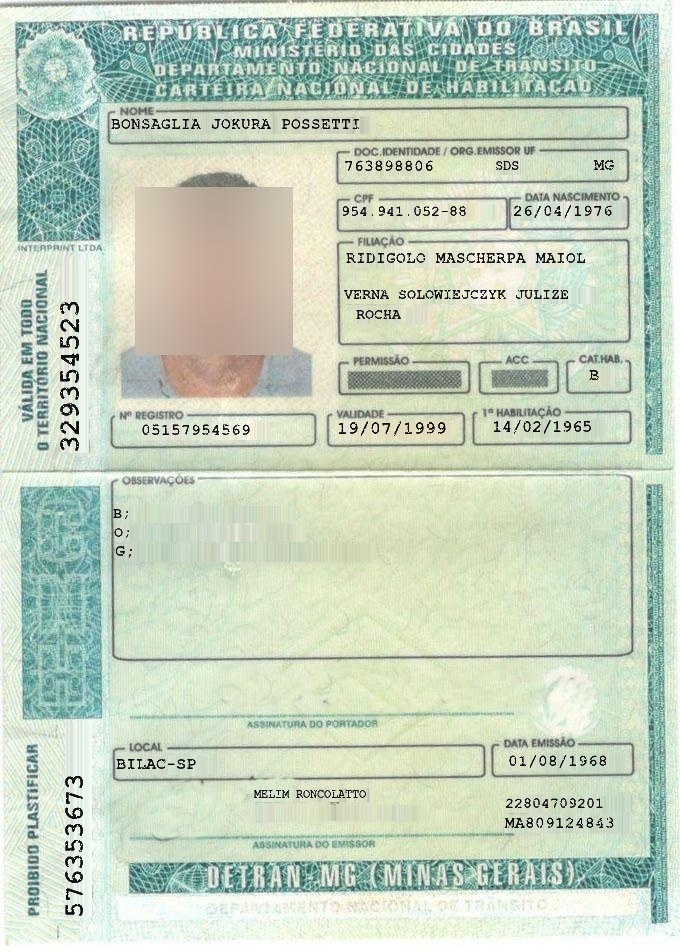 REPÚBLICA FEDERATIVA DO BRASIL
MINISTÉRIO DAS CIDADES
DEPARTAMENTO NACIONAL DE TRÂNSITO
CARTEIRA NACIONAL DE HABILITAÇÃO
NOME
BONSAGLIA JOKURA POSSETTI
DOC.IDENTIDADE / ORG.EMISSOR UF
763898806 SDS MG
CPF
954.941.052-88
DATA NASCIMENTO
26/04/1976
FILIAÇÃO
RIDIGOLO MASCHERPA MAIOL
VERNA SOLOWIEJCZYK JULIZE
ROCHA
PERMISSÃO
ACC
CAT.HAB.
B
INTERPRINT LTDA
VÁLIDA EM TODO
O TERRITÓRIO NACIONAL
329354523
Nº REGISTRO
05157954569
VALIDADE
19/07/1999
1ª HABILITAÇÃO
14/02/1965
OBSERVAÇÕES
B;
O;
G;
ASSINATURA DO PORTADOR
LOCAL
BILAC-SP
DATA EMISSÃO
01/08/1968
MELIM RONCOLATTO
22804709201
MA809124843
ASSINATURA DO EMISSOR
PROIBIDO PLASTIFICAR
576353673
DETRAN-MG (MINAS GERAIS)
DEPARTAMENTO NACIONAL DE TRÂNSITO